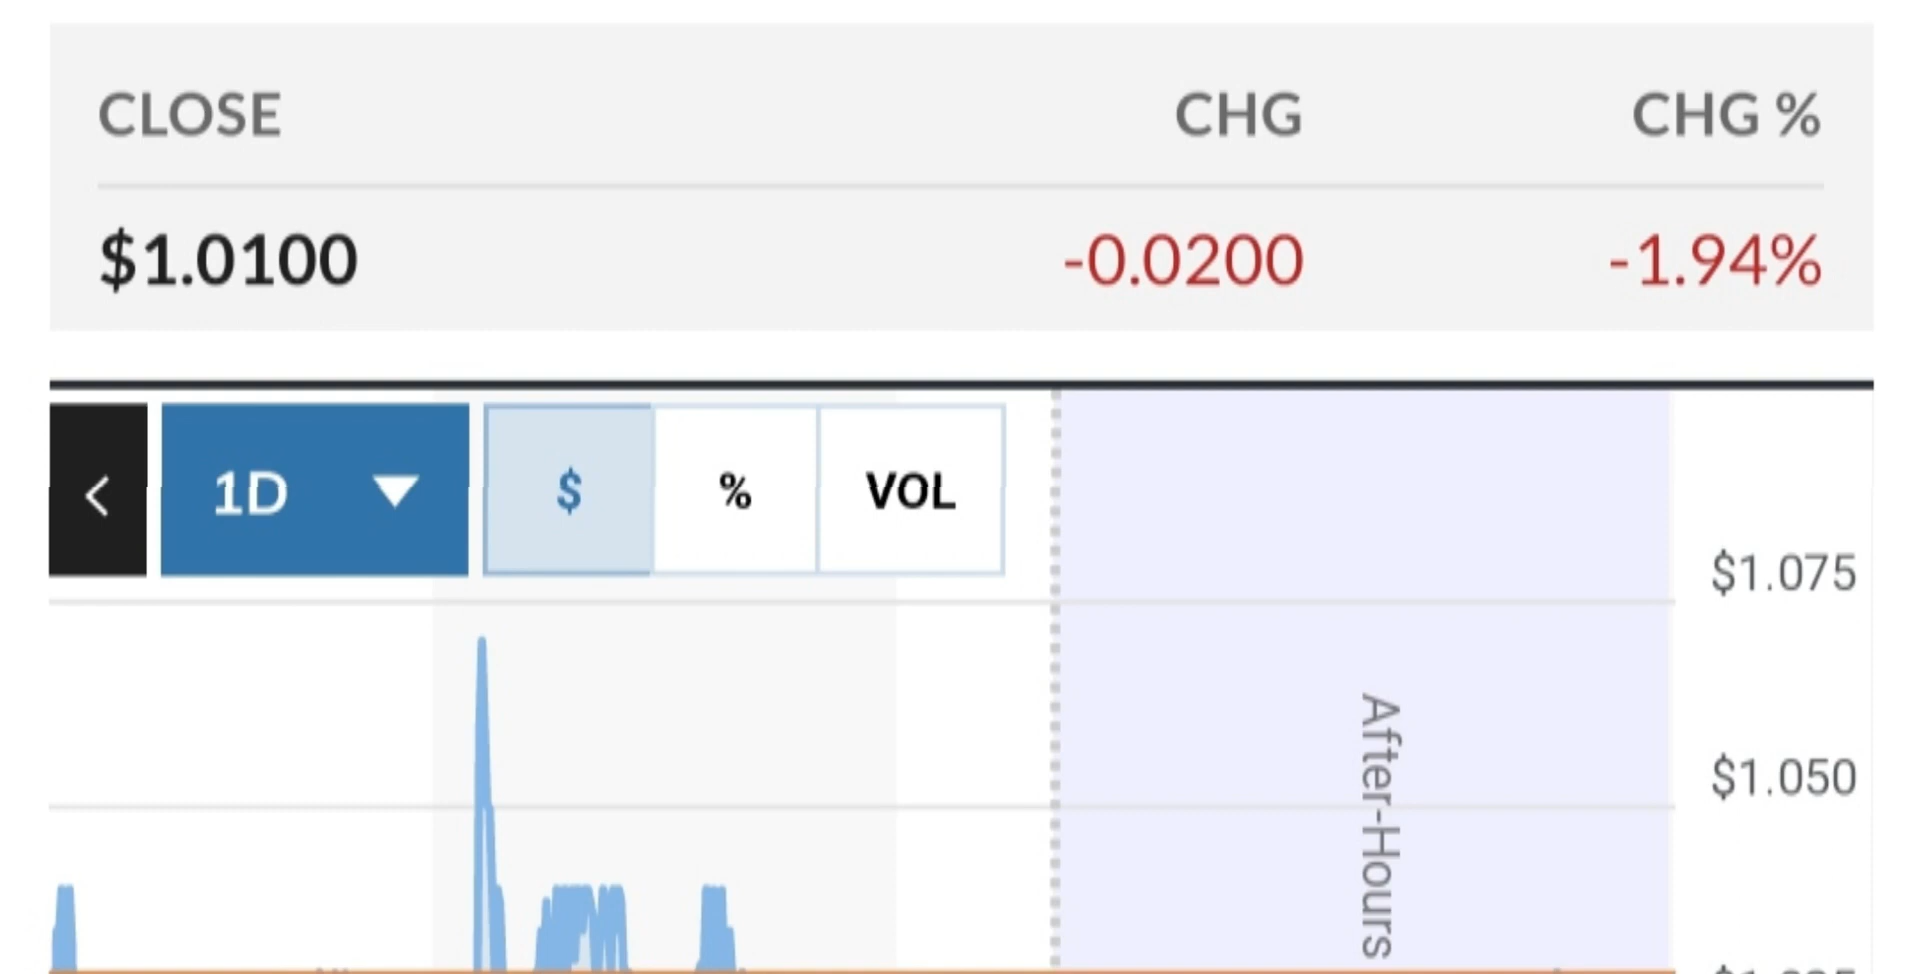 CLOSE CHG CHG %
$1.0100 -0.0200 -1.94%
1D $ % VOL
$1.075
After-Hours
$1.050